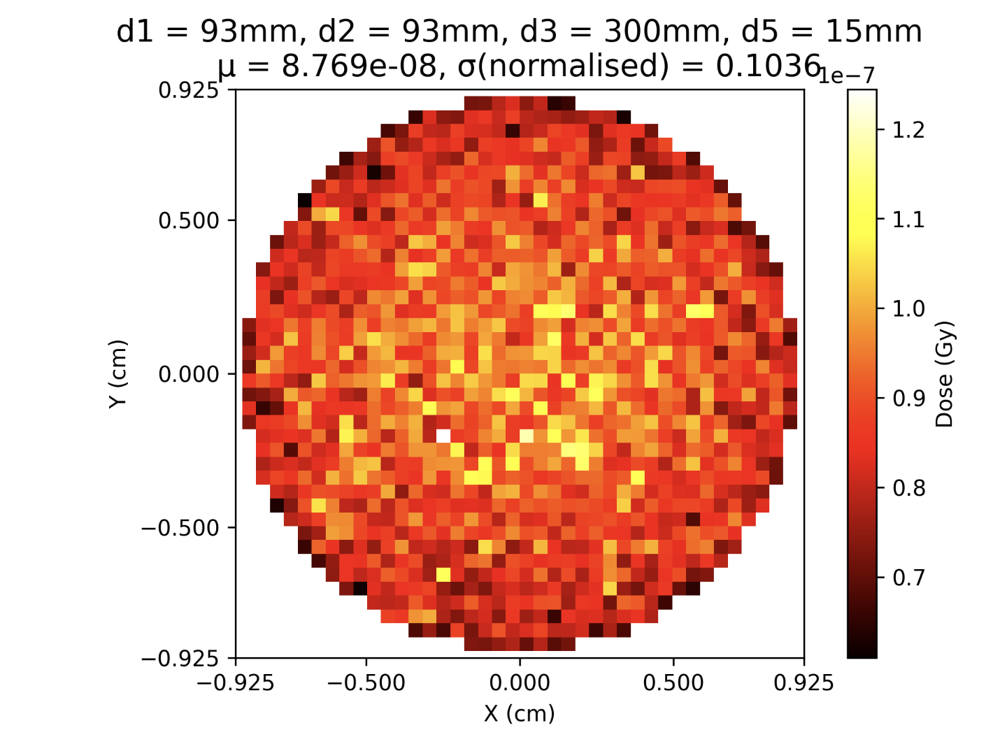 d1 = 93mm, d2 = 93mm, d3 = 300mm, d5 = 15mm
μ = 8.769e-08, σ(normalised) = 0.1036
1e−7
0.925
0.500
0.000
−0.500
−0.925
Y (cm)
−0.925
−0.500
0.000
0.500
0.925
X (cm)
1.2
1.1
1.0
0.9
0.8
0.7
Dose (Gy)